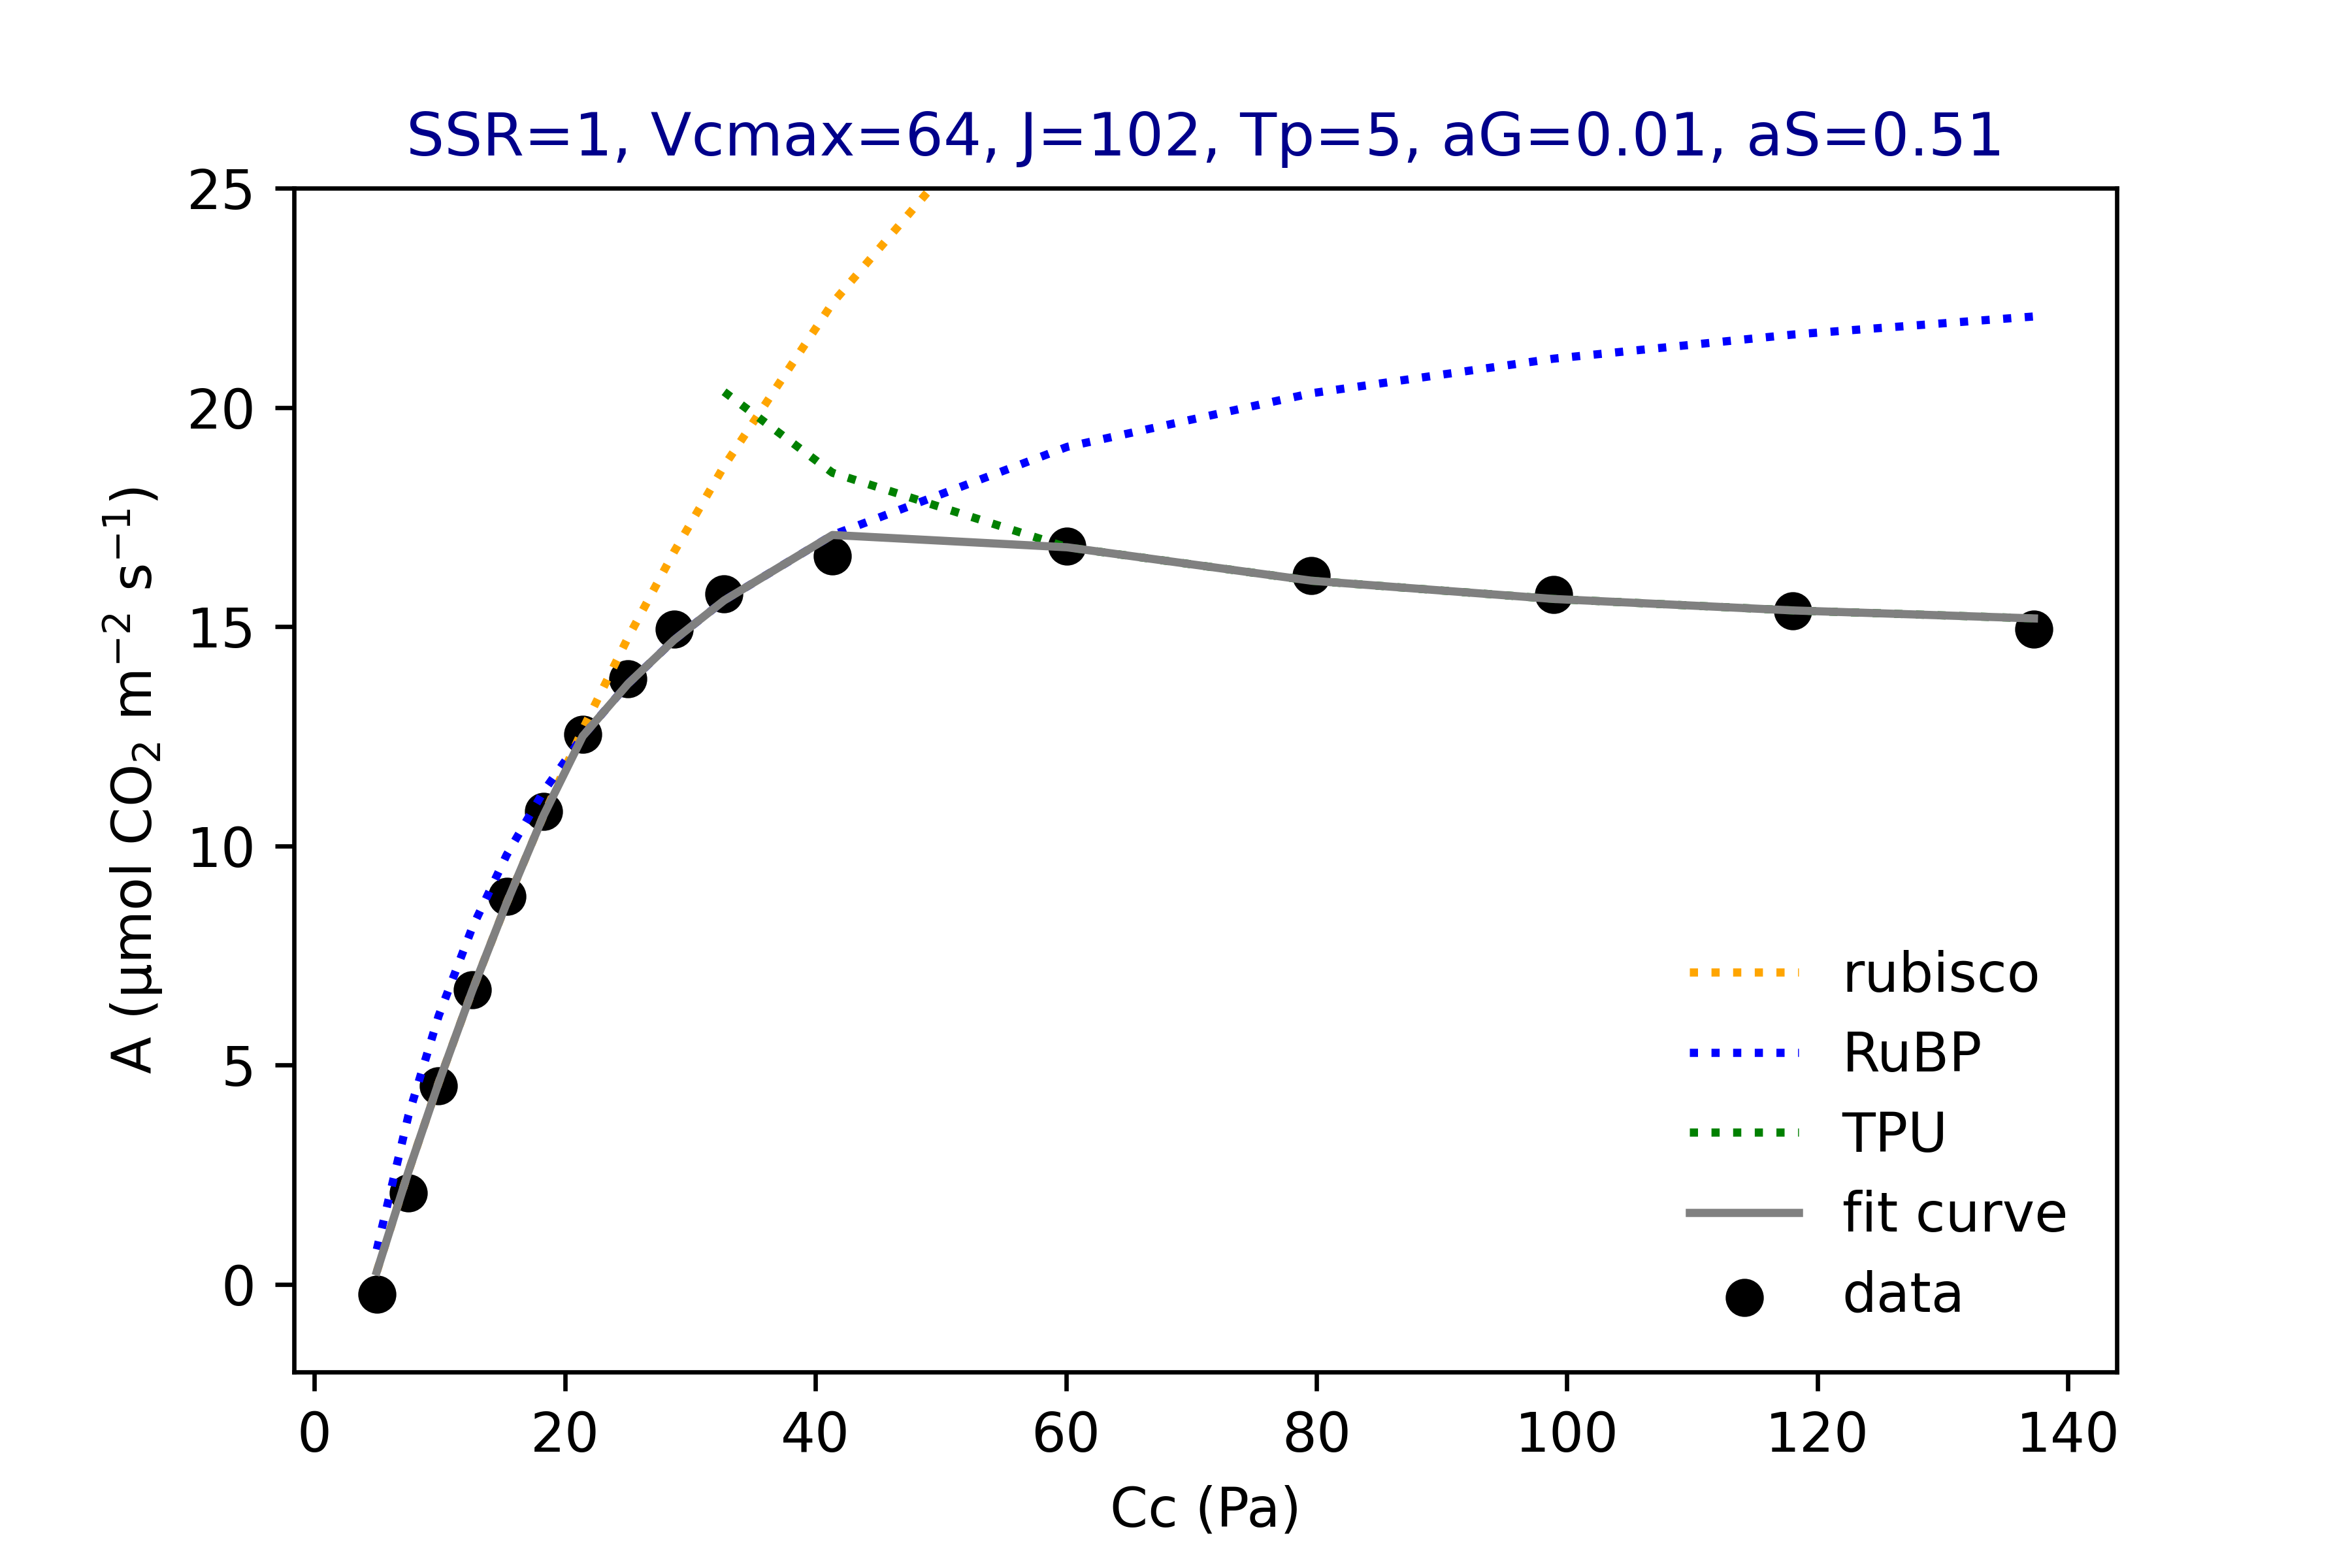 SSR=1, Vcmax=64, J=102, Tp=5, aG=0.01, aS=0.51
25
20
15
10
5
0
A (µmol CO₂ m⁻² s⁻¹)
rubisco
RuBP
TPU
fit curve
data
0 20 40 60 80 100 120 140
Cc (Pa)